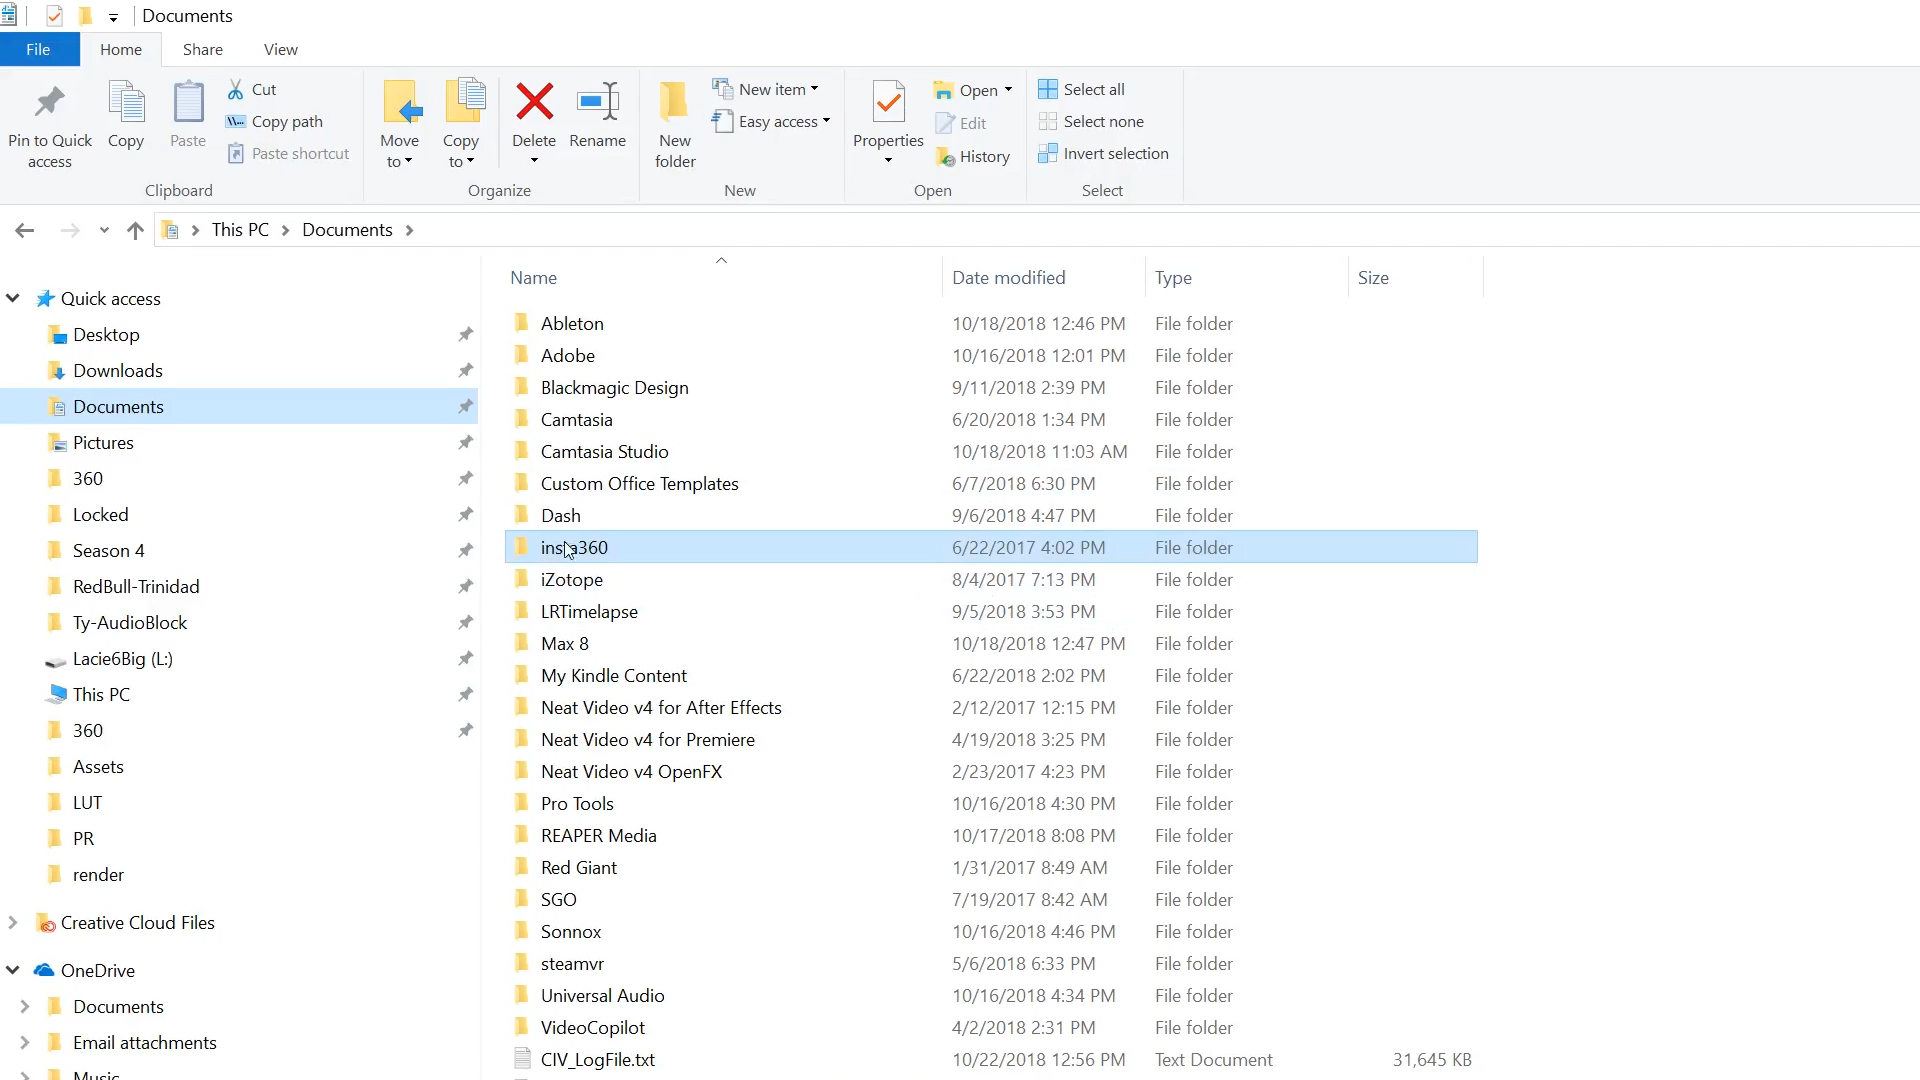 Documents
File Home Share View
Pin to Quick access
Copy
Paste
Cut
Copy path
Paste shortcut
Clipboard
Move to
Copy to
Delete
Rename
Organize
New folder
New item
Easy access
New
Properties
Open
Edit
History
Open
Select all
Select none
Invert selection
Select
This PC Documents
Quick access
Desktop
Downloads
Documents
Pictures
360
Locked
Season 4
RedBull-Trinidad
Ty-AudioBlock
Lacie6Big (L:)
This PC
360
Assets
LUT
PR
render
Creative Cloud Files
OneDrive
Documents
Email attachments
Music
Name Date modified Type Size
Ableton 10/18/2018 12:46 PM File folder
Adobe 10/16/2018 12:01 PM File folder
Blackmagic Design 9/11/2018 2:39 PM File folder
Camtasia 6/20/2018 1:34 PM File folder
Camtasia Studio 10/18/2018 11:03 AM File folder
Custom Office Templates 6/7/2018 6:30 PM File folder
Dash 9/6/2018 4:47 PM File folder
insta360 6/22/2017 4:02 PM File folder
iZotope 8/4/2017 7:13 PM File folder
LRTimelapse 9/5/2018 3:53 PM File folder
Max 8 10/18/2018 12:47 PM File folder
My Kindle Content 6/22/2018 2:02 PM File folder
Neat Video v4 for After Effects 2/12/2017 12:15 PM File folder
Neat Video v4 for Premiere 4/19/2018 3:25 PM File folder
Neat Video v4 OpenFX 2/23/2017 4:23 PM File folder
Pro Tools 10/16/2018 4:30 PM File folder
REAPER Media 10/17/2018 8:08 PM File folder
Red Giant 1/31/2017 8:49 AM File folder
SGO 7/19/2017 8:42 AM File folder
Sonnox 10/16/2018 4:46 PM File folder
steamvr 5/6/2018 6:33 PM File folder
Universal Audio 10/16/2018 4:34 PM File folder
VideoCopilot 4/2/2018 2:31 PM File folder
CIV_LogFile.txt 10/22/2018 12:56 PM Text Document 31,645 KB